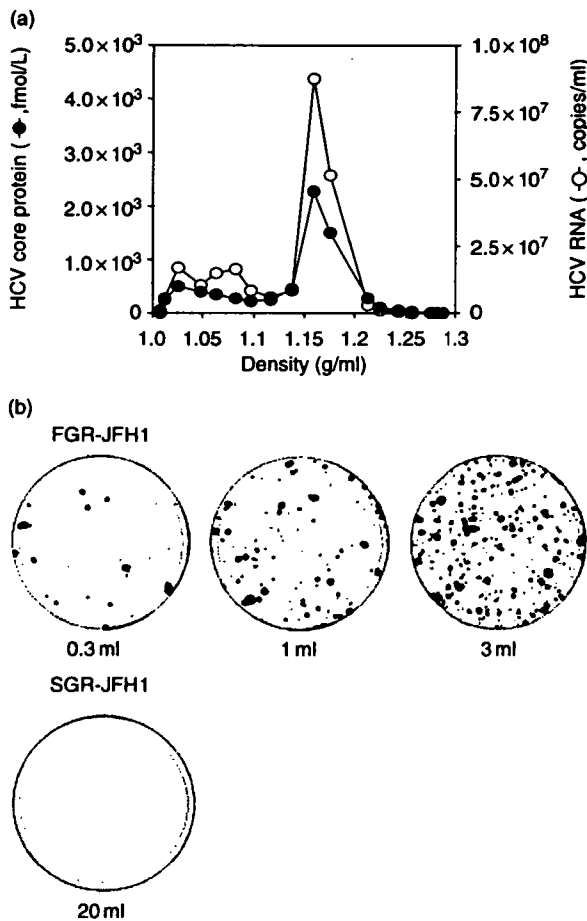 (a)
HCV core protein (-●-,fmol/L)
5.0×10³
4.0×10³
3.0×10³
2.0×10³
1.0×10³
0
1.0×10⁸
7.5×10⁷
5.0×10⁷
2.5×10⁷
0
HCV RNA (-○-, copies/ml)
1.0 1.05 1.1 1.15 1.2 1.25 1.3
Density (g/ml)
(b)
FGR-JFH1
0.3 ml 1 ml 3 ml
SGR-JFH1
20 ml